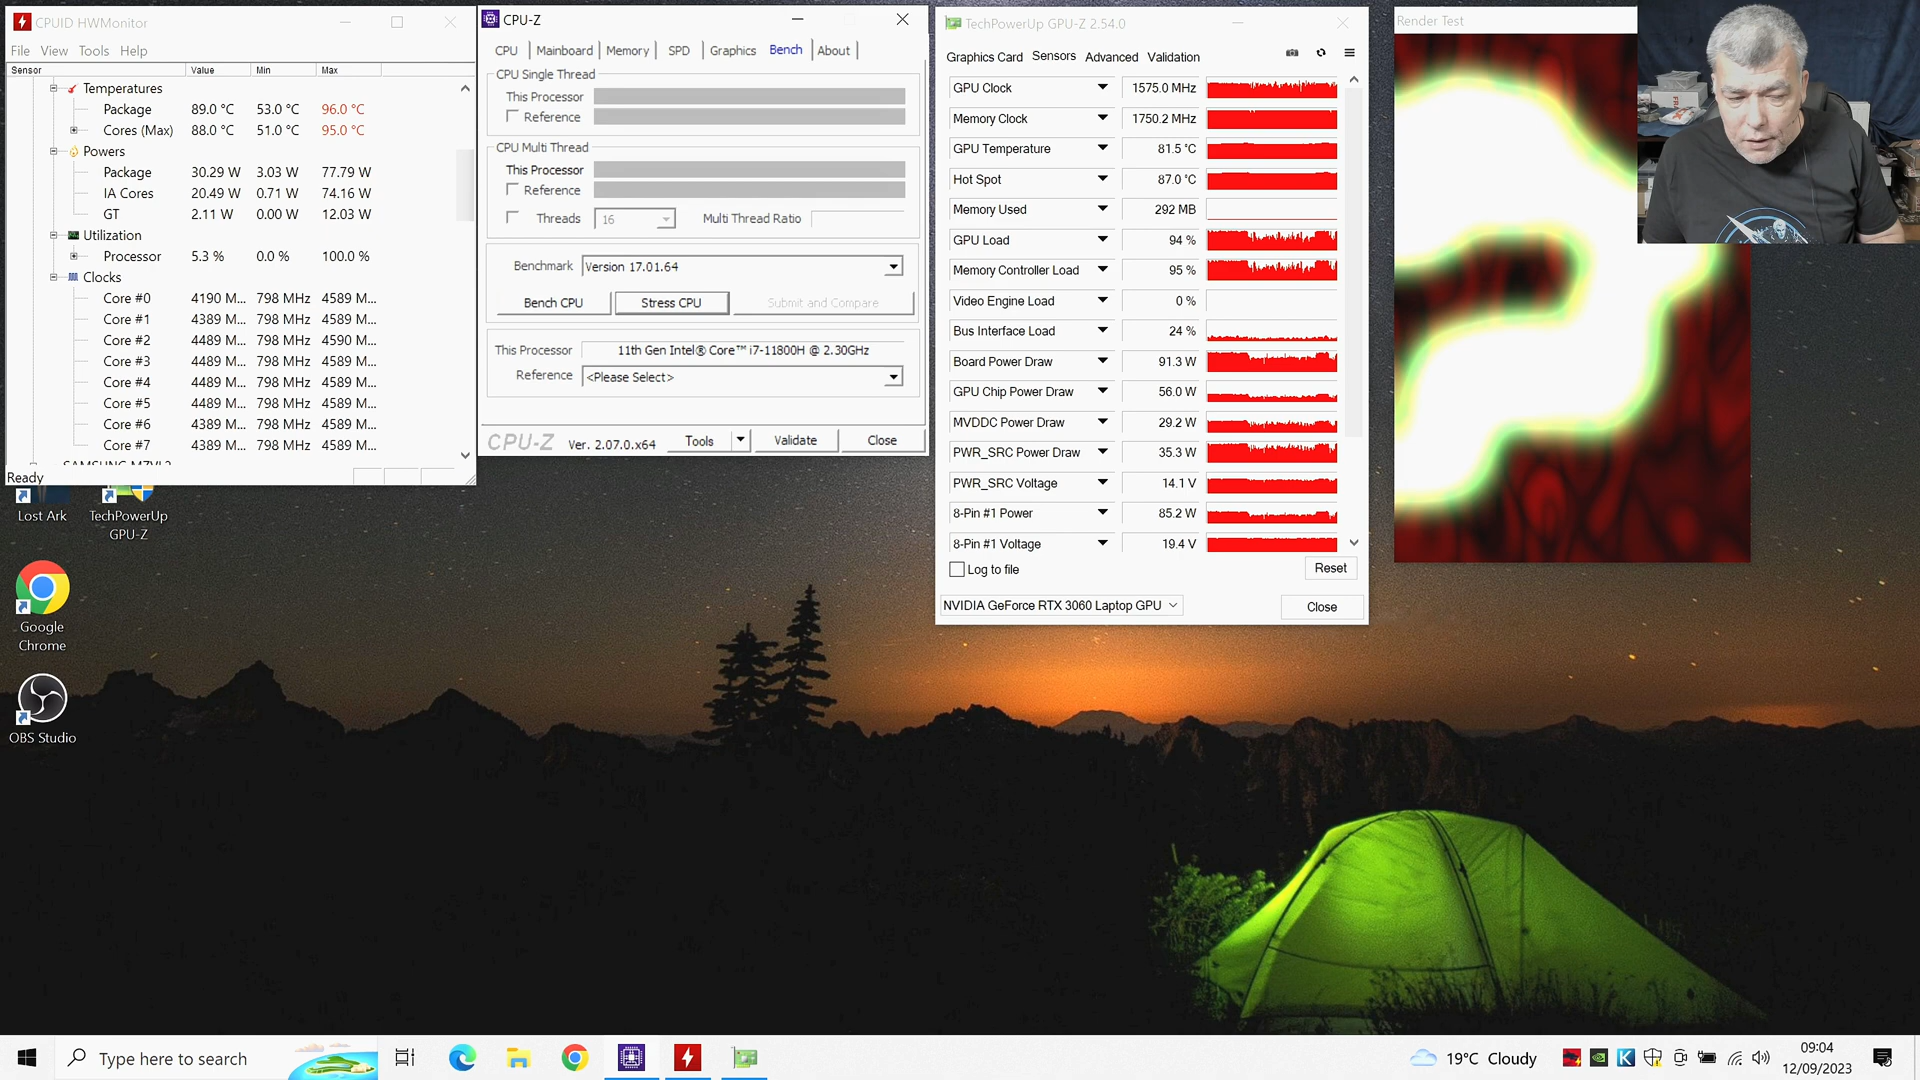 CPUID HWMonitor
File View Tools Help
Sensor Value Min Max
Temperatures
Package 89.0 °C 53.0 °C 96.0 °C
Cores (Max) 88.0 °C 51.0 °C 95.0 °C
Powers
Package 30.29 W 3.03 W 77.79 W
IA Cores 20.49 W 0.71 W 74.16 W
GT 2.11 W 0.00 W 12.03 W
Utilization
Processor 5.3 % 0.0 % 100.0 %
Clocks
Core #0 4190 M... 798 MHz 4589 M...
Core #1 4389 M... 798 MHz 4589 M...
Core #2 4489 M... 798 MHz 4590 M...
Core #3 4489 M... 798 MHz 4589 M...
Core #4 4489 M... 798 MHz 4589 M...
Core #5 4489 M... 798 MHz 4589 M...
Core #6 4389 M... 798 MHz 4589 M...
Core #7 4389 M... 798 MHz 4589 M...
Ready
CPU-Z
CPU Mainboard Memory SPD Graphics Bench About
CPU Single Thread
This Processor
Reference
CPU Multi Thread
This Processor
Reference
Threads 16 Multi Thread Ratio
Benchmark Version 17.01.64
Bench CPU Stress CPU Submit and Compare
This Processor 11th Gen Intel® Core™ i7-11800H @ 2.30GHz
Reference <Please Select>
CPU-Z Ver. 2.07.0.x64 Tools Validate Close
TechPowerUp GPU-Z 2.54.0
Graphics Card Sensors Advanced Validation
GPU Clock 1575.0 MHz
Memory Clock 1750.2 MHz
GPU Temperature 81.5 °C
Hot Spot 87.0 °C
Memory Used 292 MB
GPU Load 94 %
Memory Controller Load 95 %
Video Engine Load 0 %
Bus Interface Load 24 %
Board Power Draw 91.3 W
GPU Chip Power Draw 56.0 W
MVDDC Power Draw 29.2 W
PWR_SRC Power Draw 35.3 W
PWR_SRC Voltage 14.1 V
8-Pin #1 Power 85.2 W
8-Pin #1 Voltage 19.4 V
Log to file Reset
NVIDIA GeForce RTX 3060 Laptop GPU Close
Render Test
Lost Ark
TechPowerUp
GPU-Z
Google
Chrome
OBS Studio
Type here to search
19°C Cloudy
09:04
12/09/2023